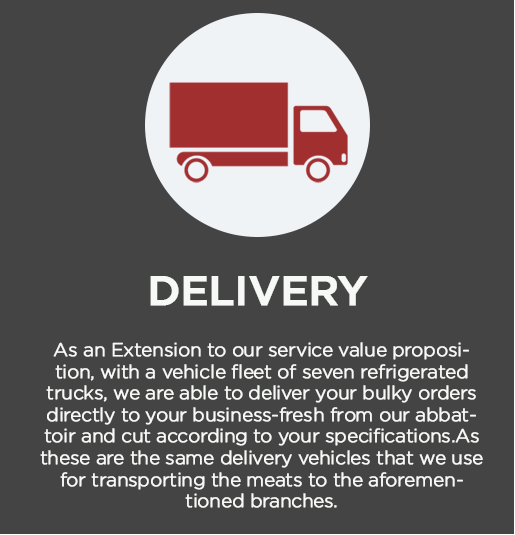 DELIVERY
As an Extension to our service value proposi-
tion, with a vehicle fleet of seven refrigerated
trucks, we are able to deliver your bulky orders
directly to your business-fresh from our abbat-
toir and cut according to your specifications.As
these are the same delivery vehicles that we use
for transporting the meats to the aforemen-
tioned branches.